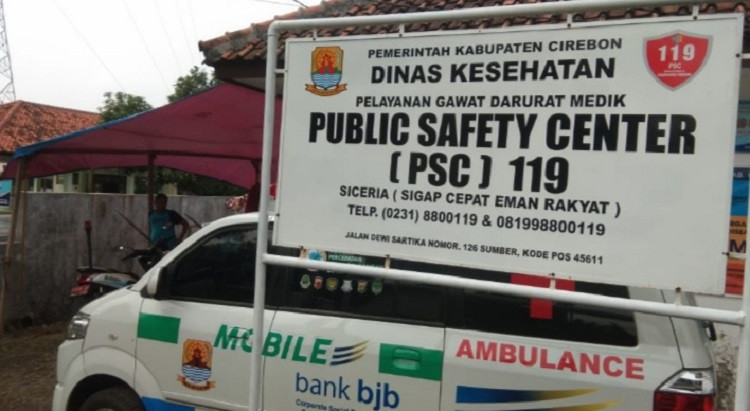 PEMERINTAH KABUPATEN CIREBON
DINAS KESEHATAN
119
PSC
PELAYANAN GAWAT DARURAT MEDIK
PUBLIC SAFETY CENTER
( PSC ) 119
SICERIA ( SIGAP CEPAT EMAN RAKYAT )
TELP. (0231) 8800119 & 081998800119
JALAN DEWI SARTIKA NOMOR. 126 SUMBER, KODE POS 45611
MOBILE
AMBULANCE
bank bjb
Corporate Social